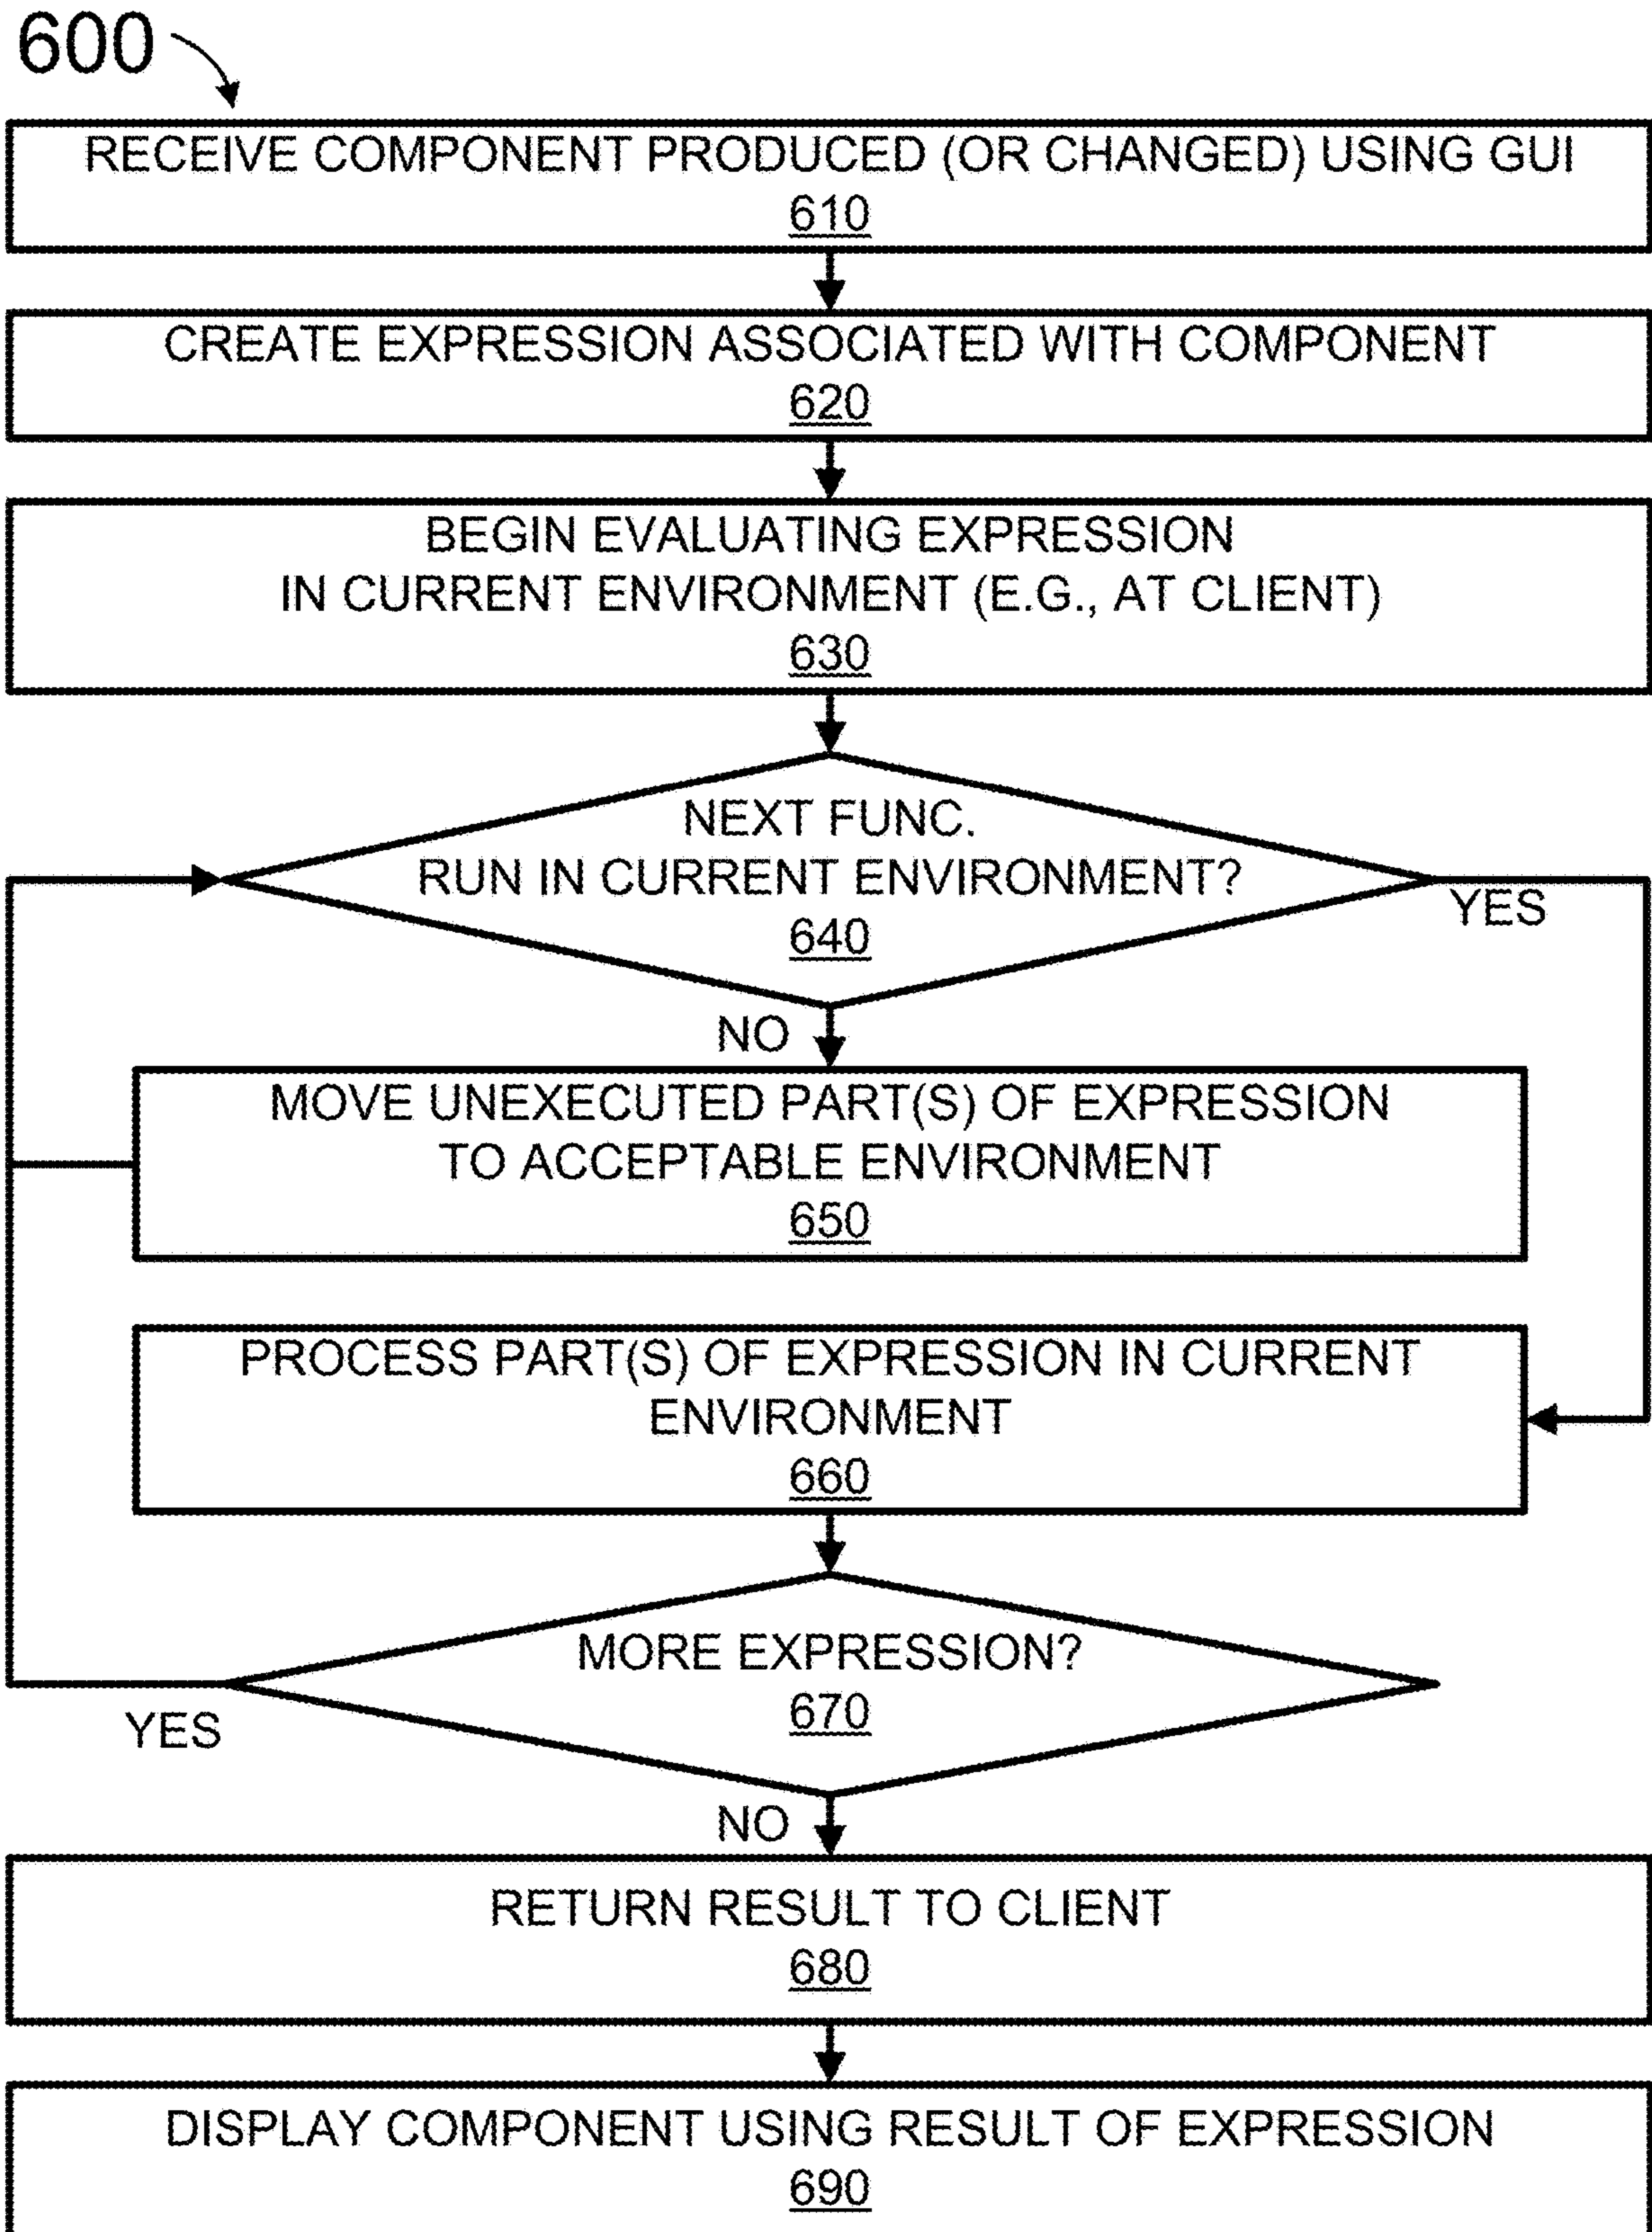 600
RECEIVE COMPONENT PRODUCED (OR CHANGED) USING GUI
610
CREATE EXPRESSION ASSOCIATED WITH COMPONENT
620
BEGIN EVALUATING EXPRESSION
IN CURRENT ENVIRONMENT (E.G., AT CLIENT)
630
NEXT FUNC.
RUN IN CURRENT ENVIRONMENT?
640
YES
NO
MOVE UNEXECUTED PART(S) OF EXPRESSION
TO ACCEPTABLE ENVIRONMENT
650
PROCESS PART(S) OF EXPRESSION IN CURRENT
ENVIRONMENT
660
MORE EXPRESSION?
670
YES
NO
RETURN RESULT TO CLIENT
680
DISPLAY COMPONENT USING RESULT OF EXPRESSION
690